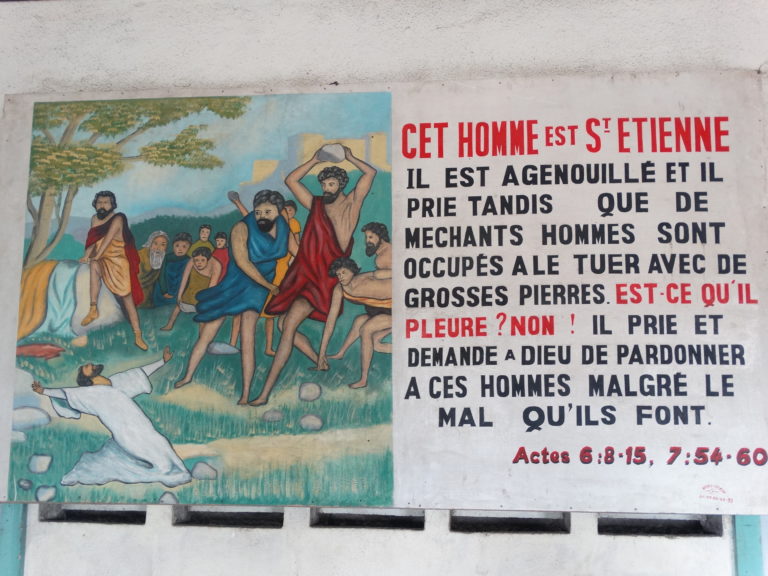 CET HOMME EST ST ETIENNE
IL EST AGENOUILLÉ ET IL
PRIE TANDIS QUE DE
MECHANTS HOMMES SONT
OCCUPÉS A LE TUER AVEC DE
GROSSES PIERRES. EST-CE QU'IL
PLEURE ? NON ! IL PRIE ET
DEMANDE A DIEU DE PARDONNER
A CES HOMMES MALGRÉ LE
MAL QU'ILS FONT.
Actes 6:8-15, 7:54-60